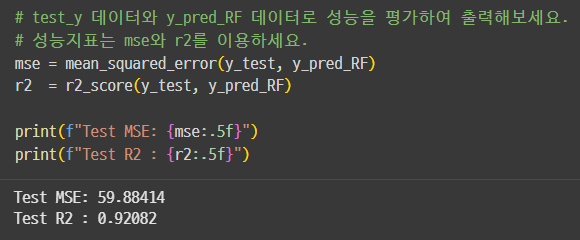 # test_y 데이터와 y_pred_RF 데이터로 성능을 평가하여 출력해보세요.
# 성능지표는 mse와 r2를 이용하세요.
mse = mean_squared_error(y_test, y_pred_RF)
r2  = r2_score(y_test, y_pred_RF)

print(f"Test MSE: {mse:.5f}")
print(f"Test R2 : {r2:.5f}")
Test MSE: 59.88414
Test R2 : 0.92082